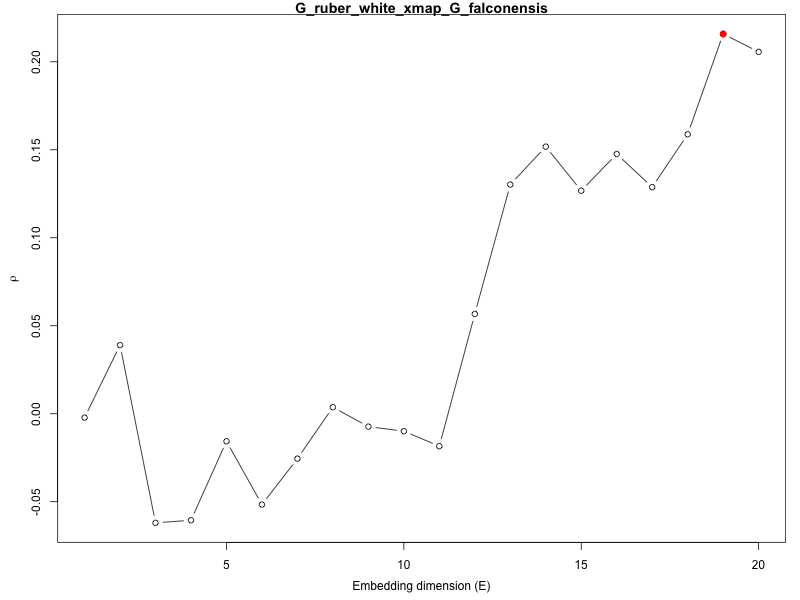 G_ruber_white_xmap_G_falconensis
0.20
0.15
0.10
0.05
0.00
-0.05
ρ
5 10 15 20
Embedding dimension (E)